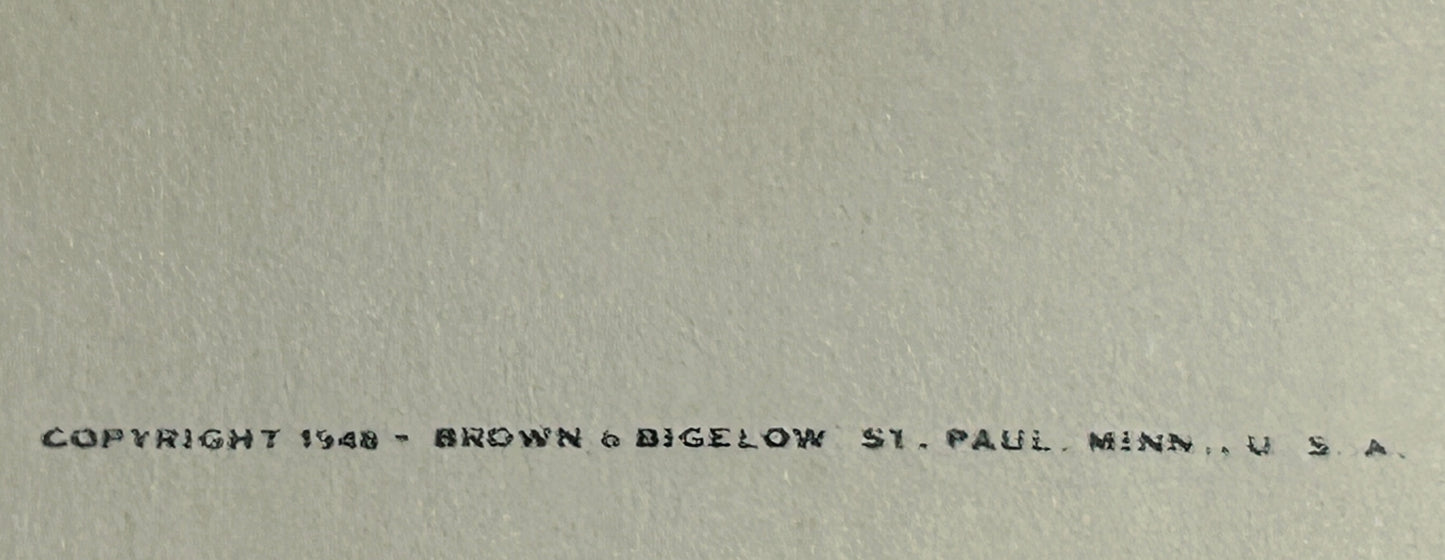 COPYRIGHT 1948 - BROWN & BIGELOW ST. PAUL, MINN., U. S. A.